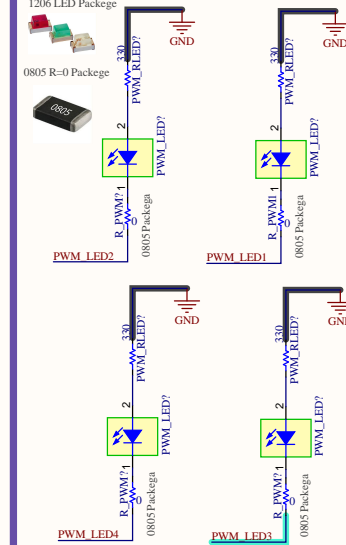 1206 LED Packege
0805 R=0 Packege
0805
GND
330
PWM_RLED?
2
PWM_LED?
1
R_PWM?
0
0805 Packega
PWM_LED2
GND
330
PWM_RLED?
2
PWM_LED?
1
R_PWM1
0
0805 Packega
PWM_LED1
GND
330
PWM_RLED?
2
PWM_LED?
1
R_PWM?
0
0805 Packega
PWM_LED4
GND
330
PWM_RLED?
2
PWM_LED?
1
R_PWM?
0
0805 Packega
PWM_LED3